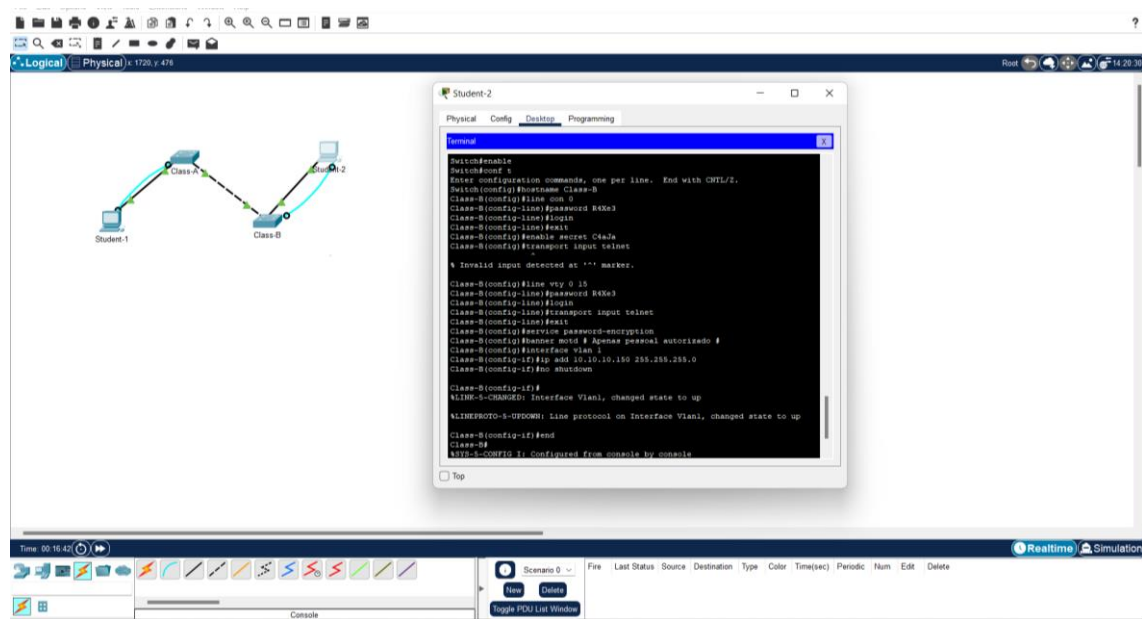 ?
Logical
Physical
x: 1720, y: 476
Root
14:20:30
Class-A
Student-2
Student-1
Class-B
Student-2
Physical Config Desktop Programming
Terminal
X
Switch#enable
Switch#conf t
Enter configuration commands, one per line. End with CNTL/Z.
Switch(config)#hostname Class-B
Class-B(config)#line con 0
Class-B(config-line)#password R4Xe3
Class-B(config-line)#login
Class-B(config-line)#exit
Class-B(config)#enable secret C4aJa
Class-B(config)#transport input telnet
^
% Invalid input detected at '^' marker.
Class-B(config)#line vty 0 15
Class-B(config-line)#password R4Xe3
Class-B(config-line)#login
Class-B(config-line)#transport input telnet
Class-B(config-line)#exit
Class-B(config)#service password-encryption
Class-B(config)#banner motd # Apenas pessoal autorizado #
Class-B(config)#interface vlan 1
Class-B(config-if)#ip add 10.10.10.150 255.255.255.0
Class-B(config-if)#no shutdown
Class-B(config-if)#
%LINK-5-CHANGED: Interface Vlan1, changed state to up
%LINEPROTO-5-UPDOWN: Line protocol on Interface Vlan1, changed state to up
Class-B(config-if)#end
Class-B#
%SYS-5-CONFIG_I: Configured from console by console
Top
Time: 00:16:42
Realtime
Simulation
Scenario 0
New
Delete
Toggle PDU List Window
Fire Last Status Source Destination Type Color Time(sec) Periodic Num Edit Delete
Console